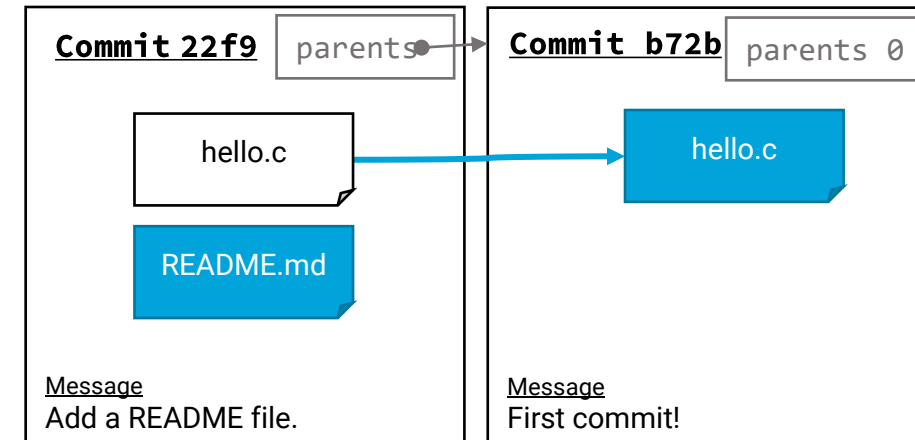 Commit 22f9
parents
hello.c
README.md
Message
Add a README file.
Commit b72b
parents 0
hello.c
Message
First commit!